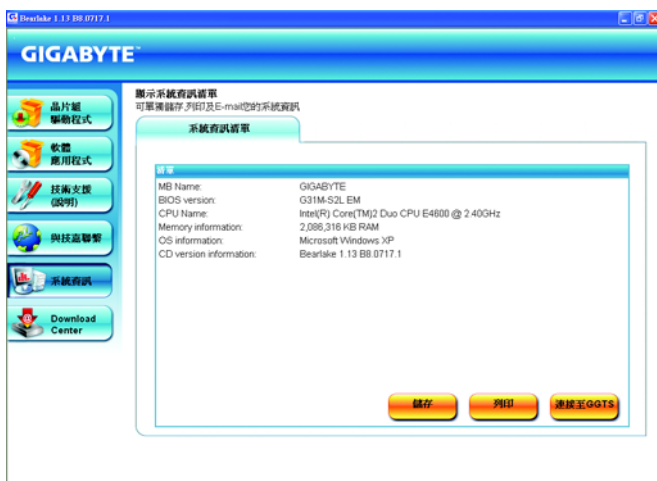 Bearlake 1.13 B8.0717.1
GIGABYTE™
晶片組
驅動程式
軟體
應用程式
技術支援
(說明)
與技嘉聯繫
系統資訊
Download
Center
顯示系統資訊清單
可單獨儲存,列印及E-mail您的系統資訊
系統資訊清單
清單
MB Name: GIGABYTE
BIOS version: G31M-S2L EM
CPU Name: Intel(R) Core(TM)2 Duo CPU E4600 @ 2.40GHz
Memory information: 2,086,316 KB RAM
OS information: Microsoft Windows XP
CD version information: Bearlake 1.13 B8.0717.1
儲存
列印
連接至GGTS